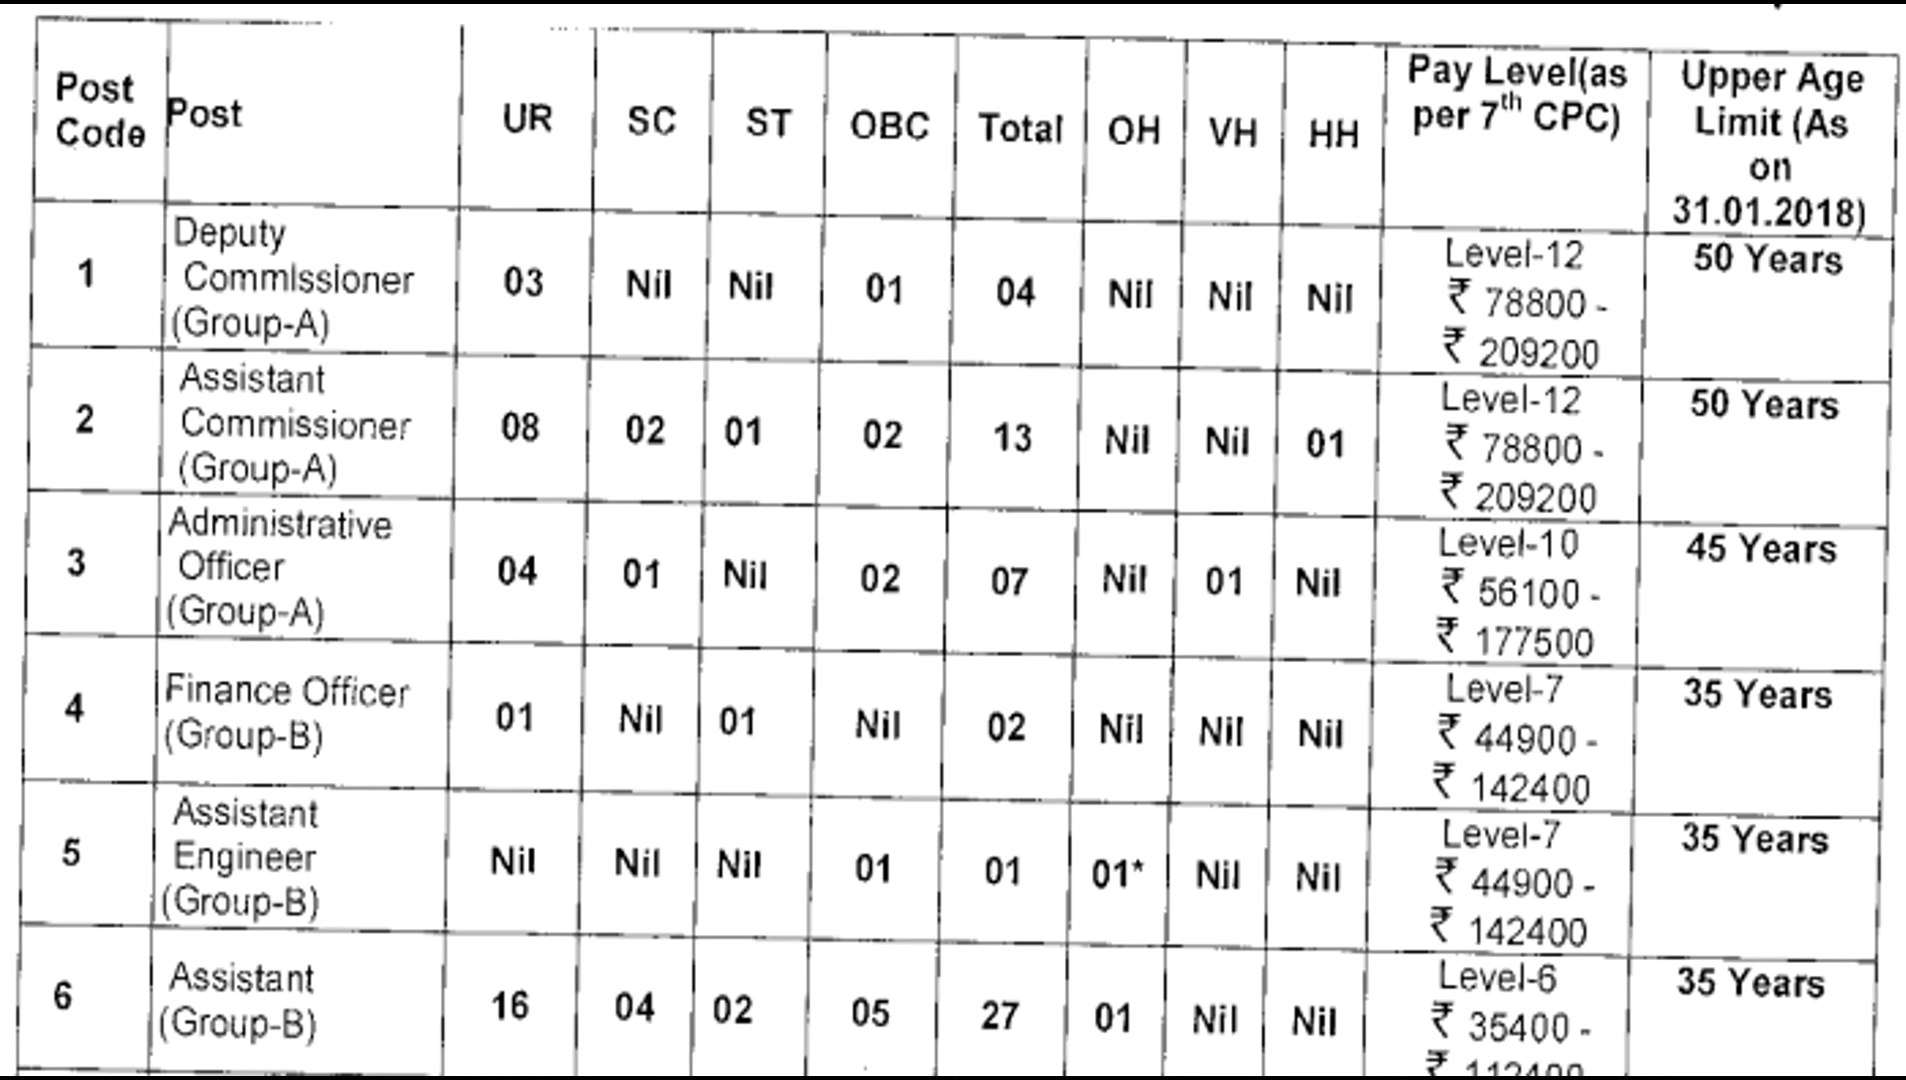 Post Code | Post | UR | SC | ST | OBC | Total | OH | VH | HH | Pay Level(as per 7th CPC) | Upper Age Limit (As on 31.01.2018)
1 | Deputy Commissioner (Group-A) | 03 | Nil | Nil | 01 | 04 | Nil | Nil | Nil | Level-12 ₹ 78800 - ₹ 209200 | 50 Years
2 | Assistant Commissioner (Group-A) | 08 | 02 | 01 | 02 | 13 | Nil | Nil | 01 | Level-12 ₹ 78800 - ₹ 209200 | 50 Years
3 | Administrative Officer (Group-A) | 04 | 01 | Nil | 02 | 07 | Nil | 01 | Nil | Level-10 ₹ 56100 - ₹ 177500 | 45 Years
4 | Finance Officer (Group-B) | 01 | Nil | 01 | Nil | 02 | Nil | Nil | Nil | Level-7 ₹ 44900 - ₹ 142400 | 35 Years
5 | Assistant Engineer (Group-B) | Nil | Nil | Nil | 01 | 01 | 01* | Nil | Nil | Level-7 ₹ 44900 - ₹ 142400 | 35 Years
6 | Assistant (Group-B) | 16 | 04 | 02 | 05 | 27 | 01 | Nil | Nil | Level-6 ₹ 35400 - ₹ 112400 | 35 Years